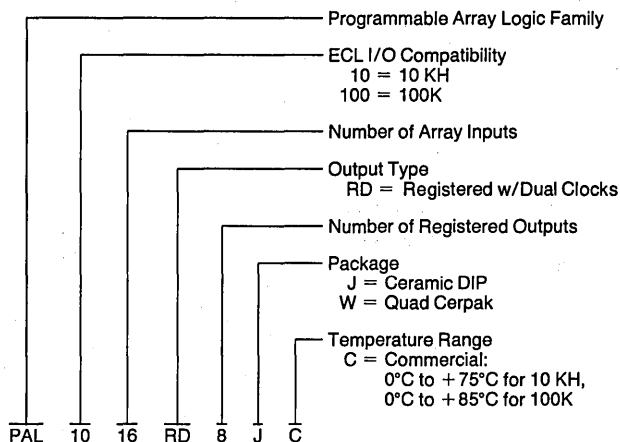 Programmable Array Logic Family
ECL I/O Compatibility
10 = 10 KH
100 = 100K
Number of Array Inputs
Output Type
RD = Registered w/Dual Clocks
Number of Registered Outputs
Package
J = Ceramic DIP
W = Quad Cerpak
Temperature Range
C = Commercial:
0°C to +75°C for 10 KH,
0°C to +85°C for 100K
PAL 10 16 RD 8 J C